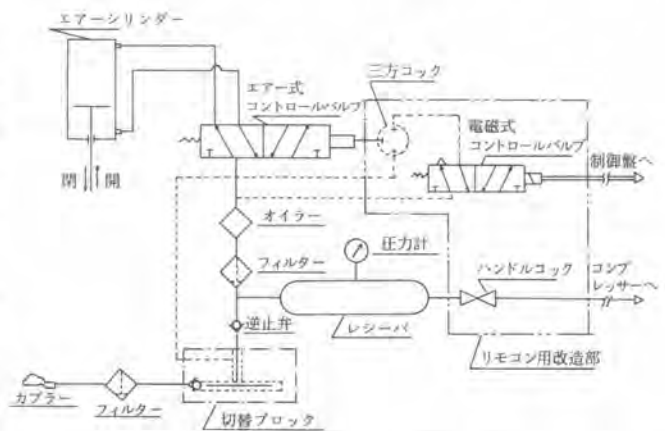 エアーシリンダー
三方コック
エアー式
コントロールバルブ
電磁式
コントロールバルブ
制御盤へ
閉
開
オイラー
圧力計
フィルター
ハンドルコック
コンプ
レッサーへ
逆止弁
レシーバ
リモコン用改造部
カプラー
フィルター
切替ブロック